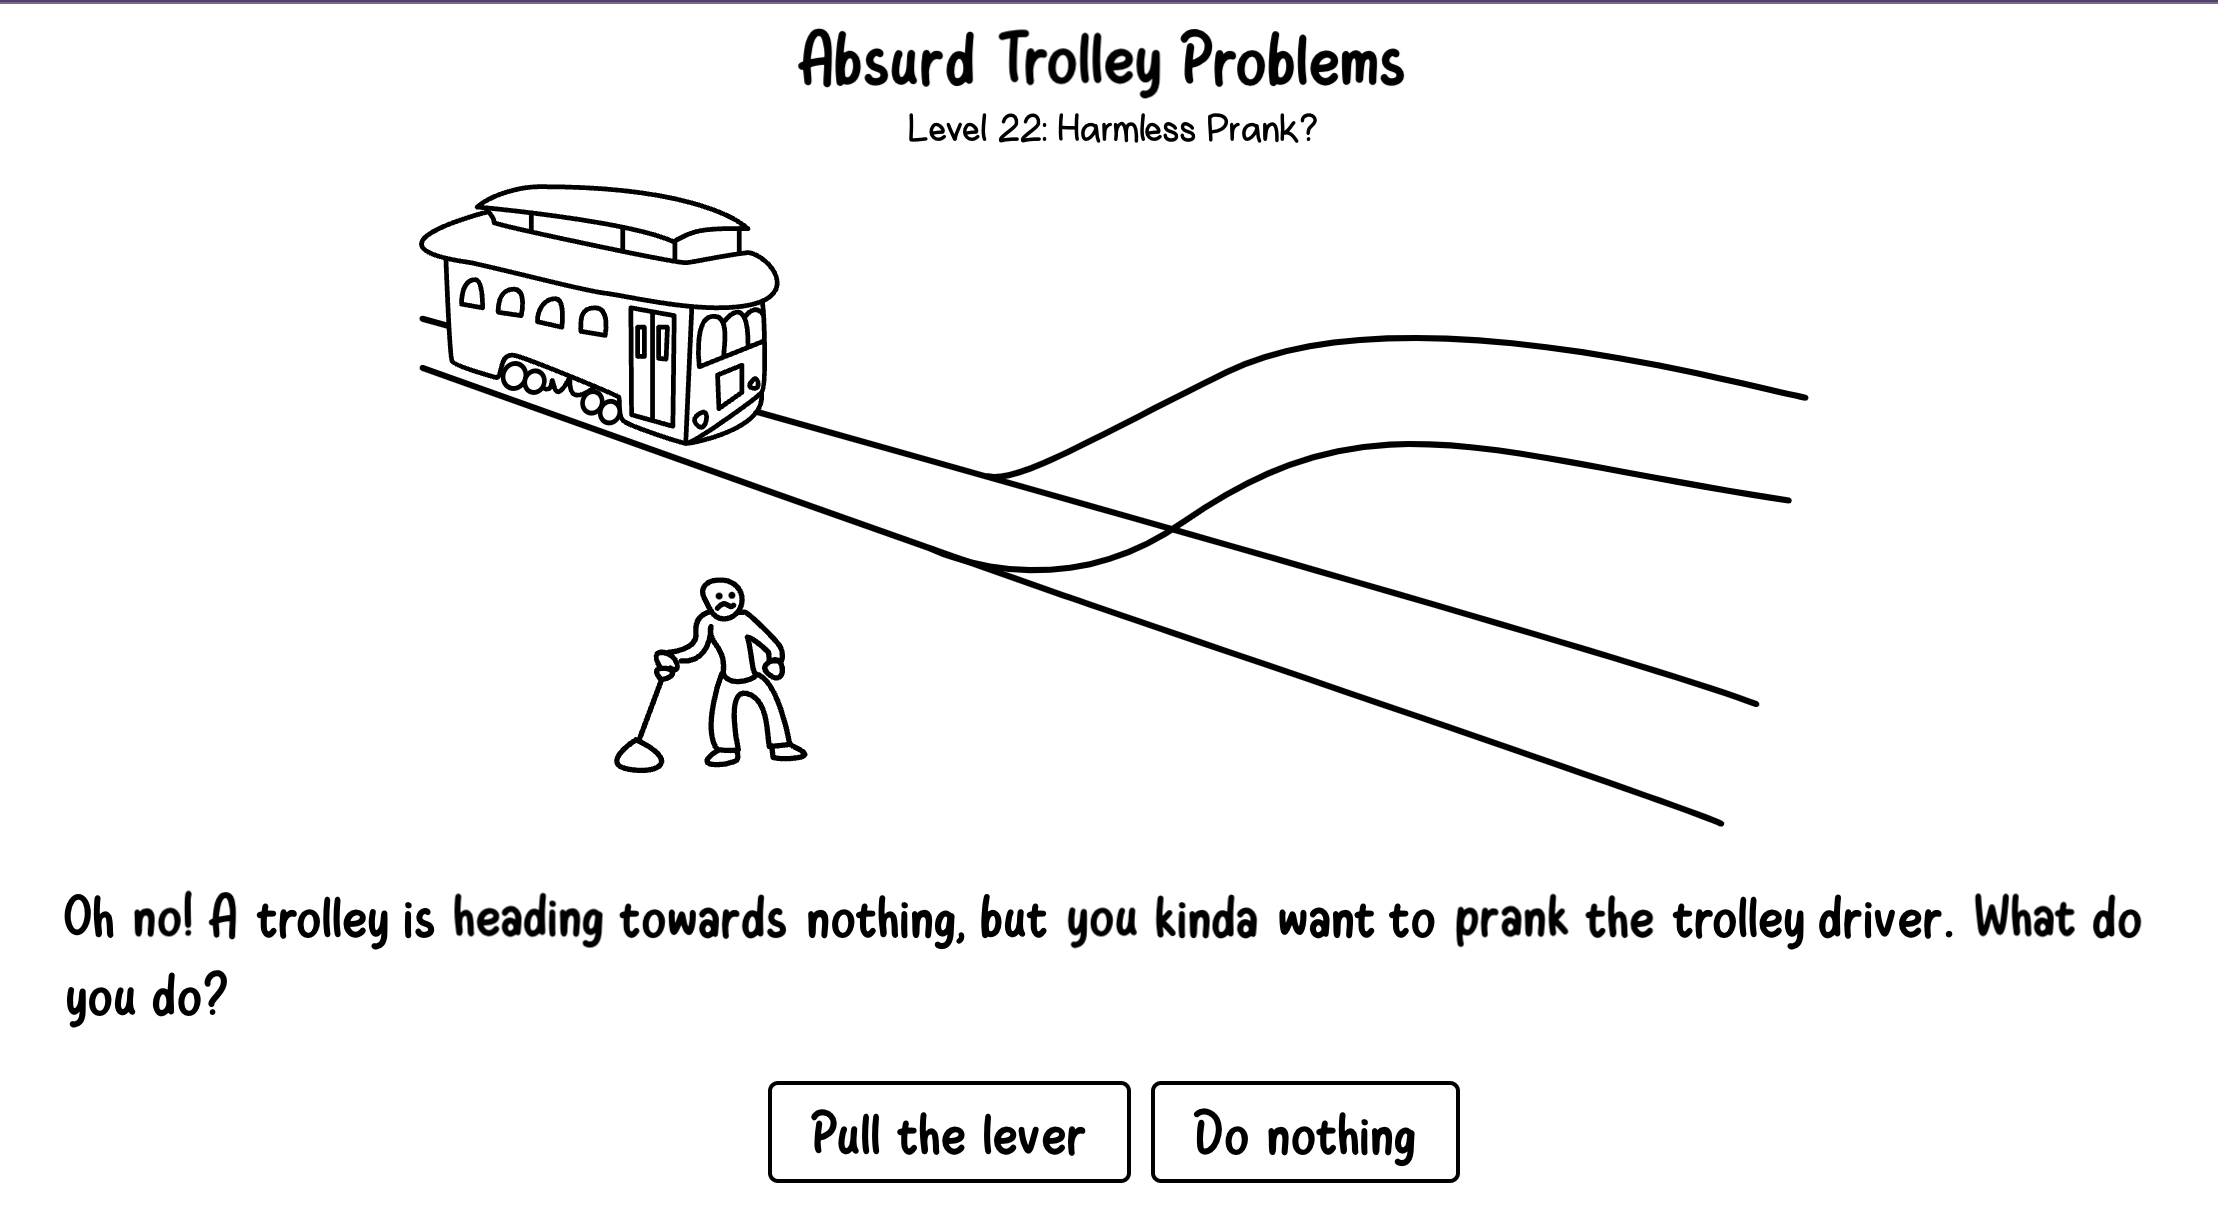 Absurd Trolley Problems
Level 22: Harmless Prank?
Oh no! A trolley is heading towards nothing, but you kinda want to prank the trolley driver. What do
you do?
Pull the lever
Do nothing